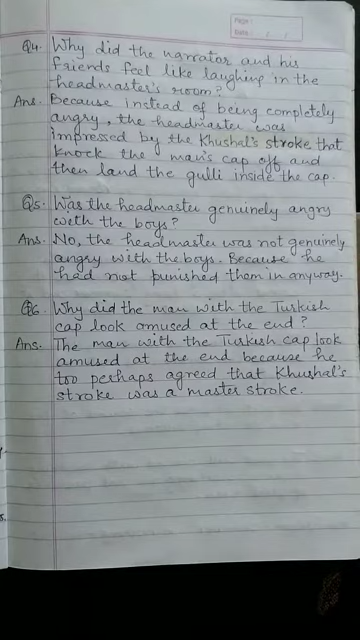 Page :
Date :    /    /
Q4. Why did the narrator and his
friends feel like laughing in the
headmaster's room?
Ans. Because instead of being completely
angry, the headmaster was
impressed by the Khushal's stroke that
knock the man's cap off and
then land the gulli inside the cap.
Q5. Was the headmaster genuinely angry
with the boys?
Ans. No, the headmaster was not genuinely
angry with the boys. Because he
had not punished them in anyway.
Q6. Why did the man with the Turkish
cap look amused at the end?
Ans. The man with the Turkish cap look
amused at the end because he
too perhaps agreed that Khushal's
stroke was a master stroke.